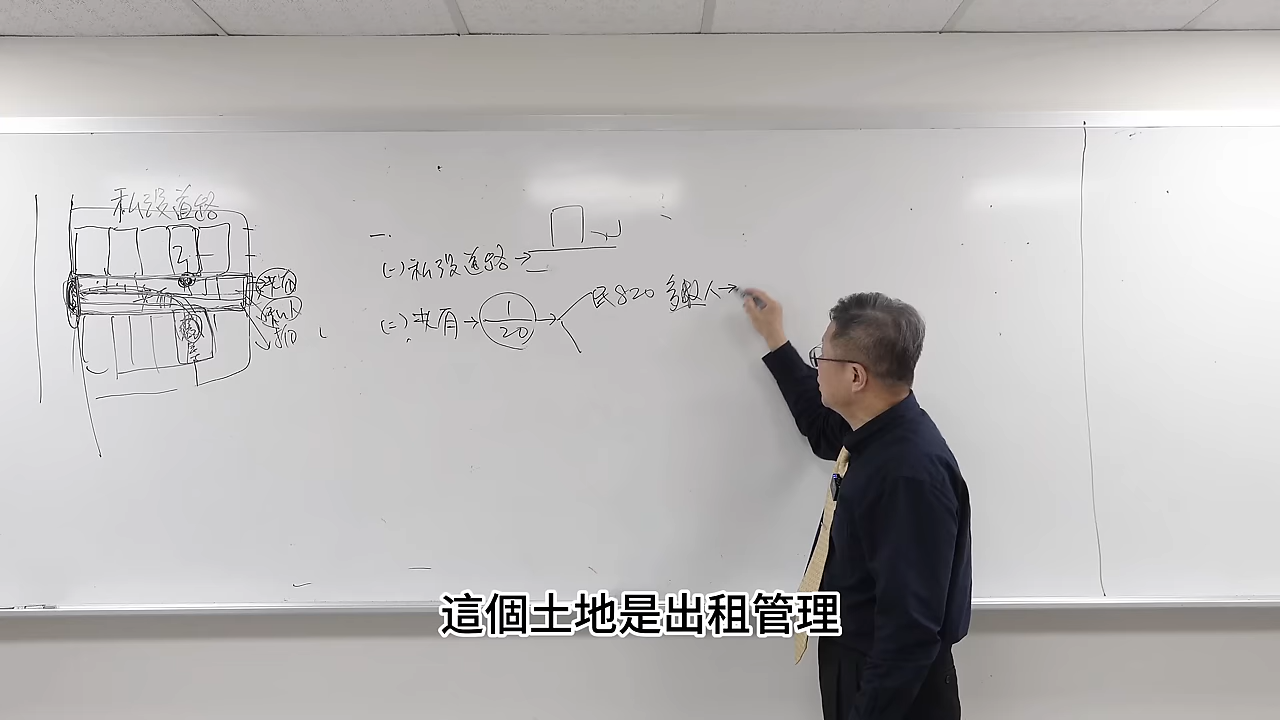 私設道路
一.
(一)私設道路→
(二)共有→1/20→
民820 多數人→
這個土地是出租管理